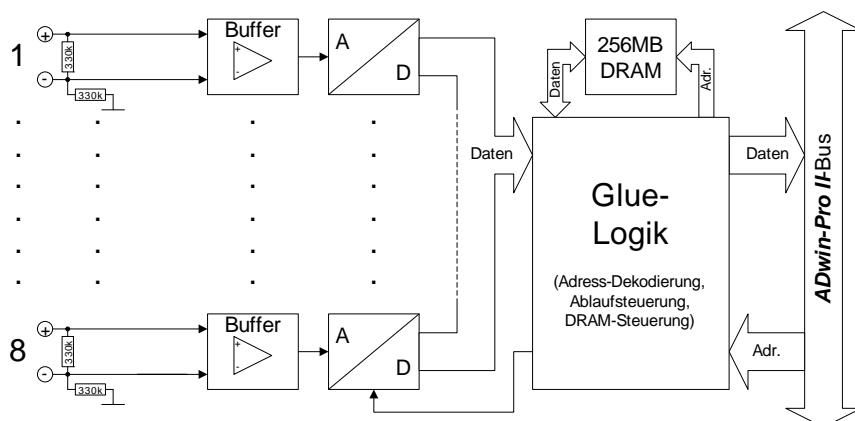 1
+
-
330k
330k
Buffer
+
-
A
D
256MB
DRAM
Daten
Adr.
Daten
Glue-
Logik
(Adress-Dekodierung,
Ablaufsteuerung,
DRAM-Steuerung)
Daten
Adr.
ADwin-Pro II-Bus
8
+
-
330k
330k
Buffer
+
-
A
D